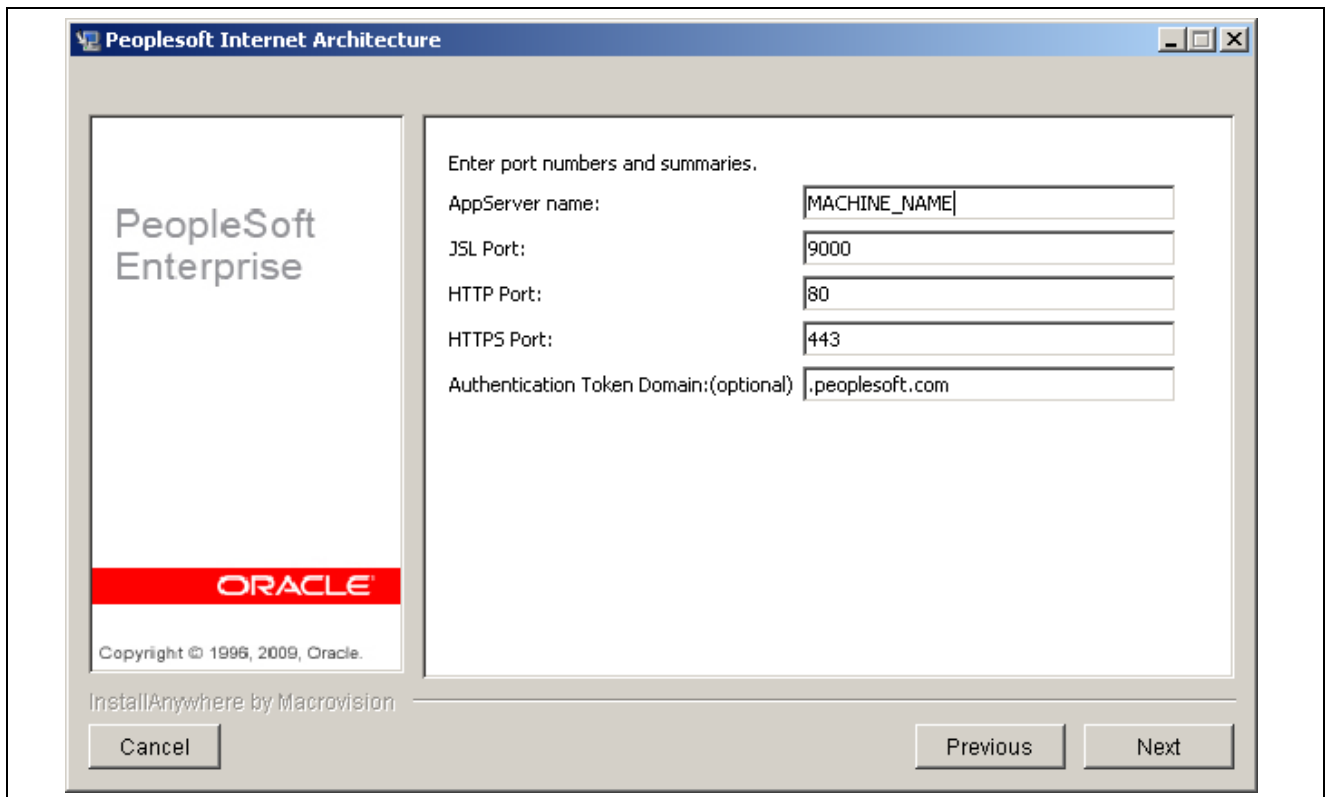 Peoplesoft Internet Architecture
PeopleSoft
Enterprise
ORACLE
Copyright © 1996, 2009, Oracle.
Enter port numbers and summaries.
AppServer name: MACHINE_NAME
JSL Port: 9000
HTTP Port: 80
HTTPS Port: 443
Authentication Token Domain:(optional) .peoplesoft.com
InstallAnywhere by Macrovision
Cancel Previous Next